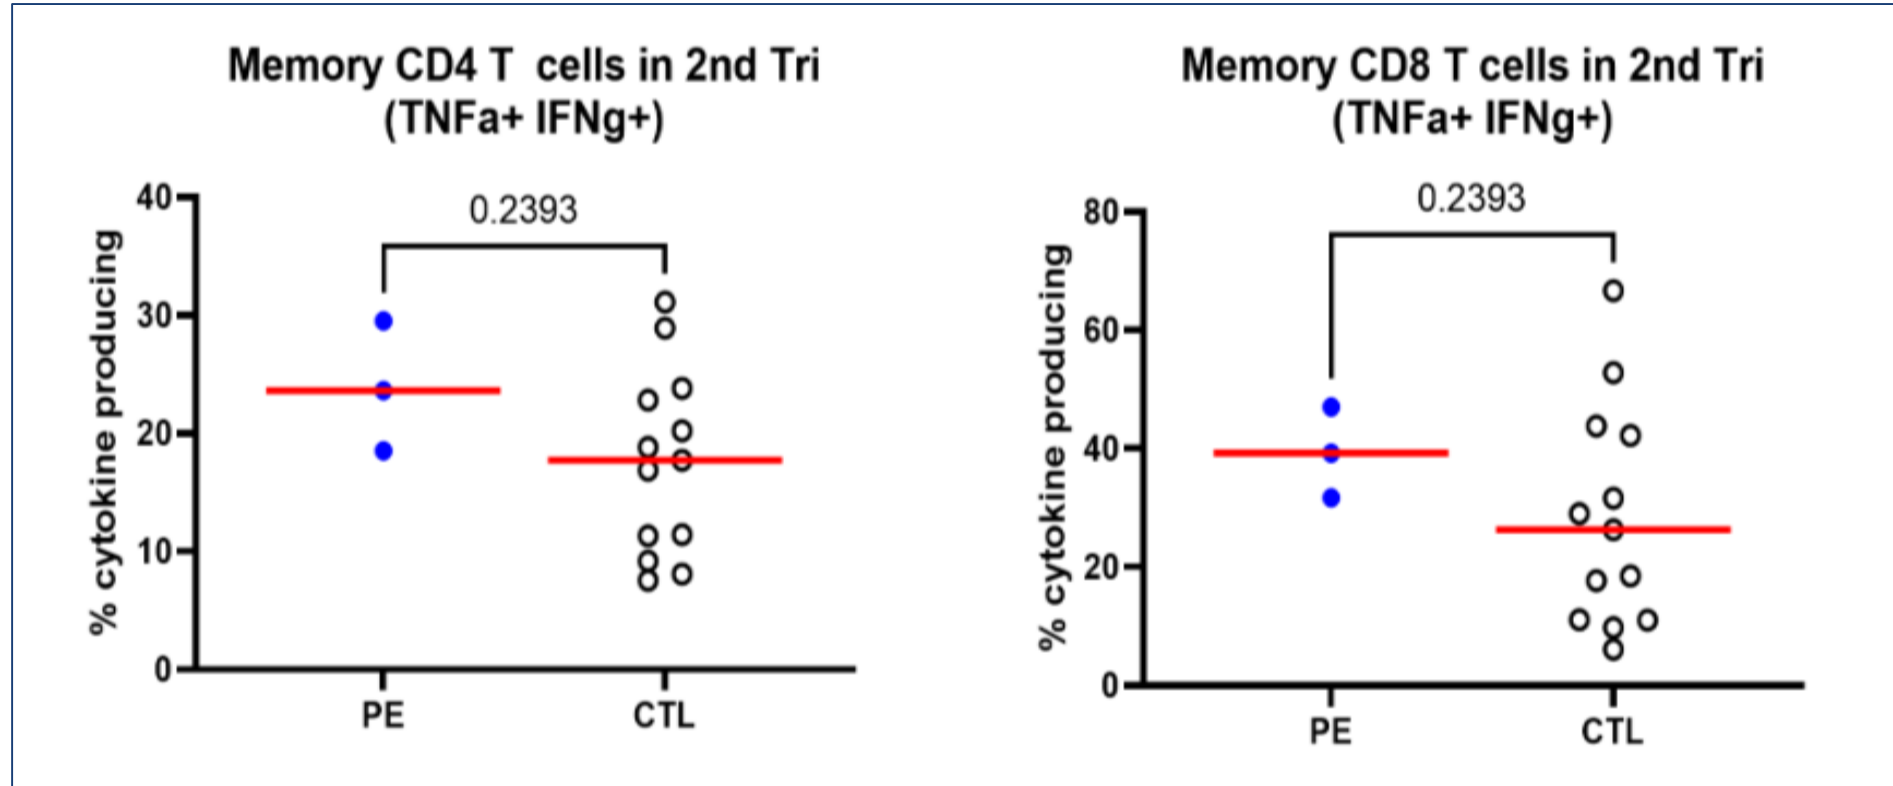 Memory CD4 T cells in 2nd Tri
(TNFa+ IFNg+)
0.2393
% cytokine producing
40
30
20
10
0
PE
CTL
Memory CD8 T cells in 2nd Tri
(TNFa+ IFNg+)
0.2393
% cytokine producing
80
60
40
20
0
PE
CTL